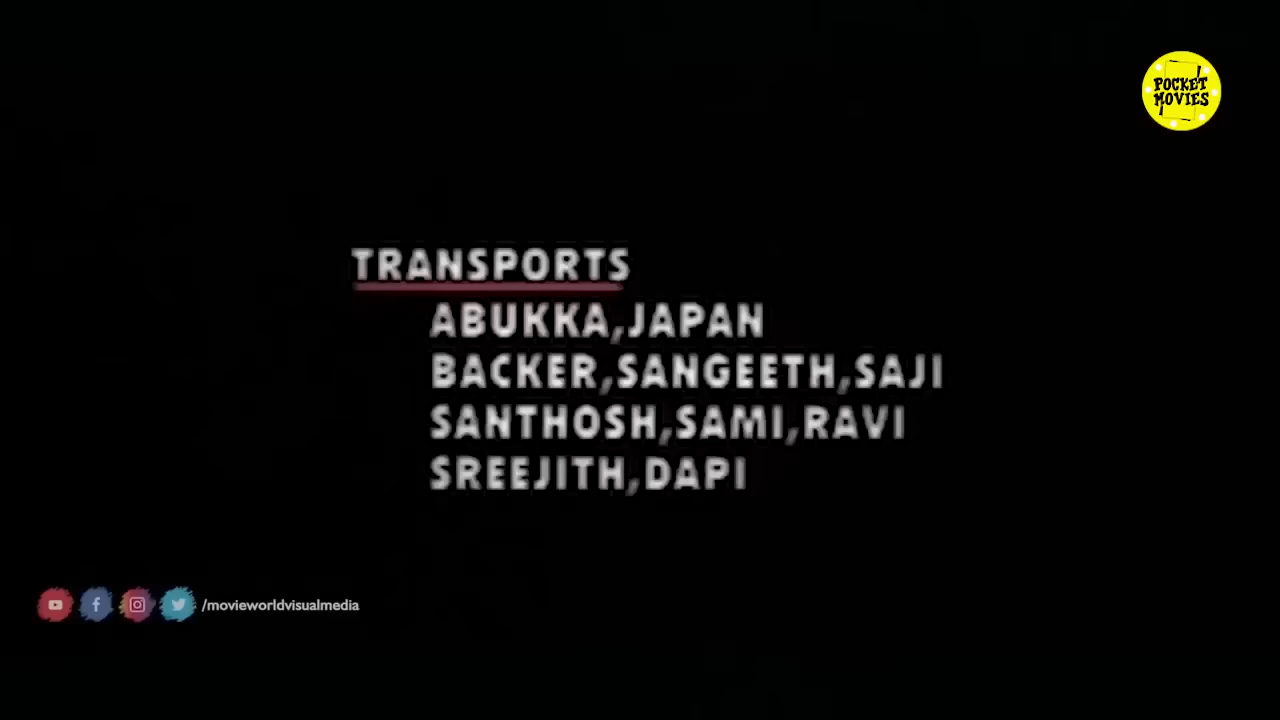 POCKET
MOVIES
TRANSPORTS
ABUKKA,JAPAN
BACKER,SANGEETH,SAJI
SANTHOSH,SAMI,RAVI
SREEJITH,DAPI
/movieworldvisualmedia